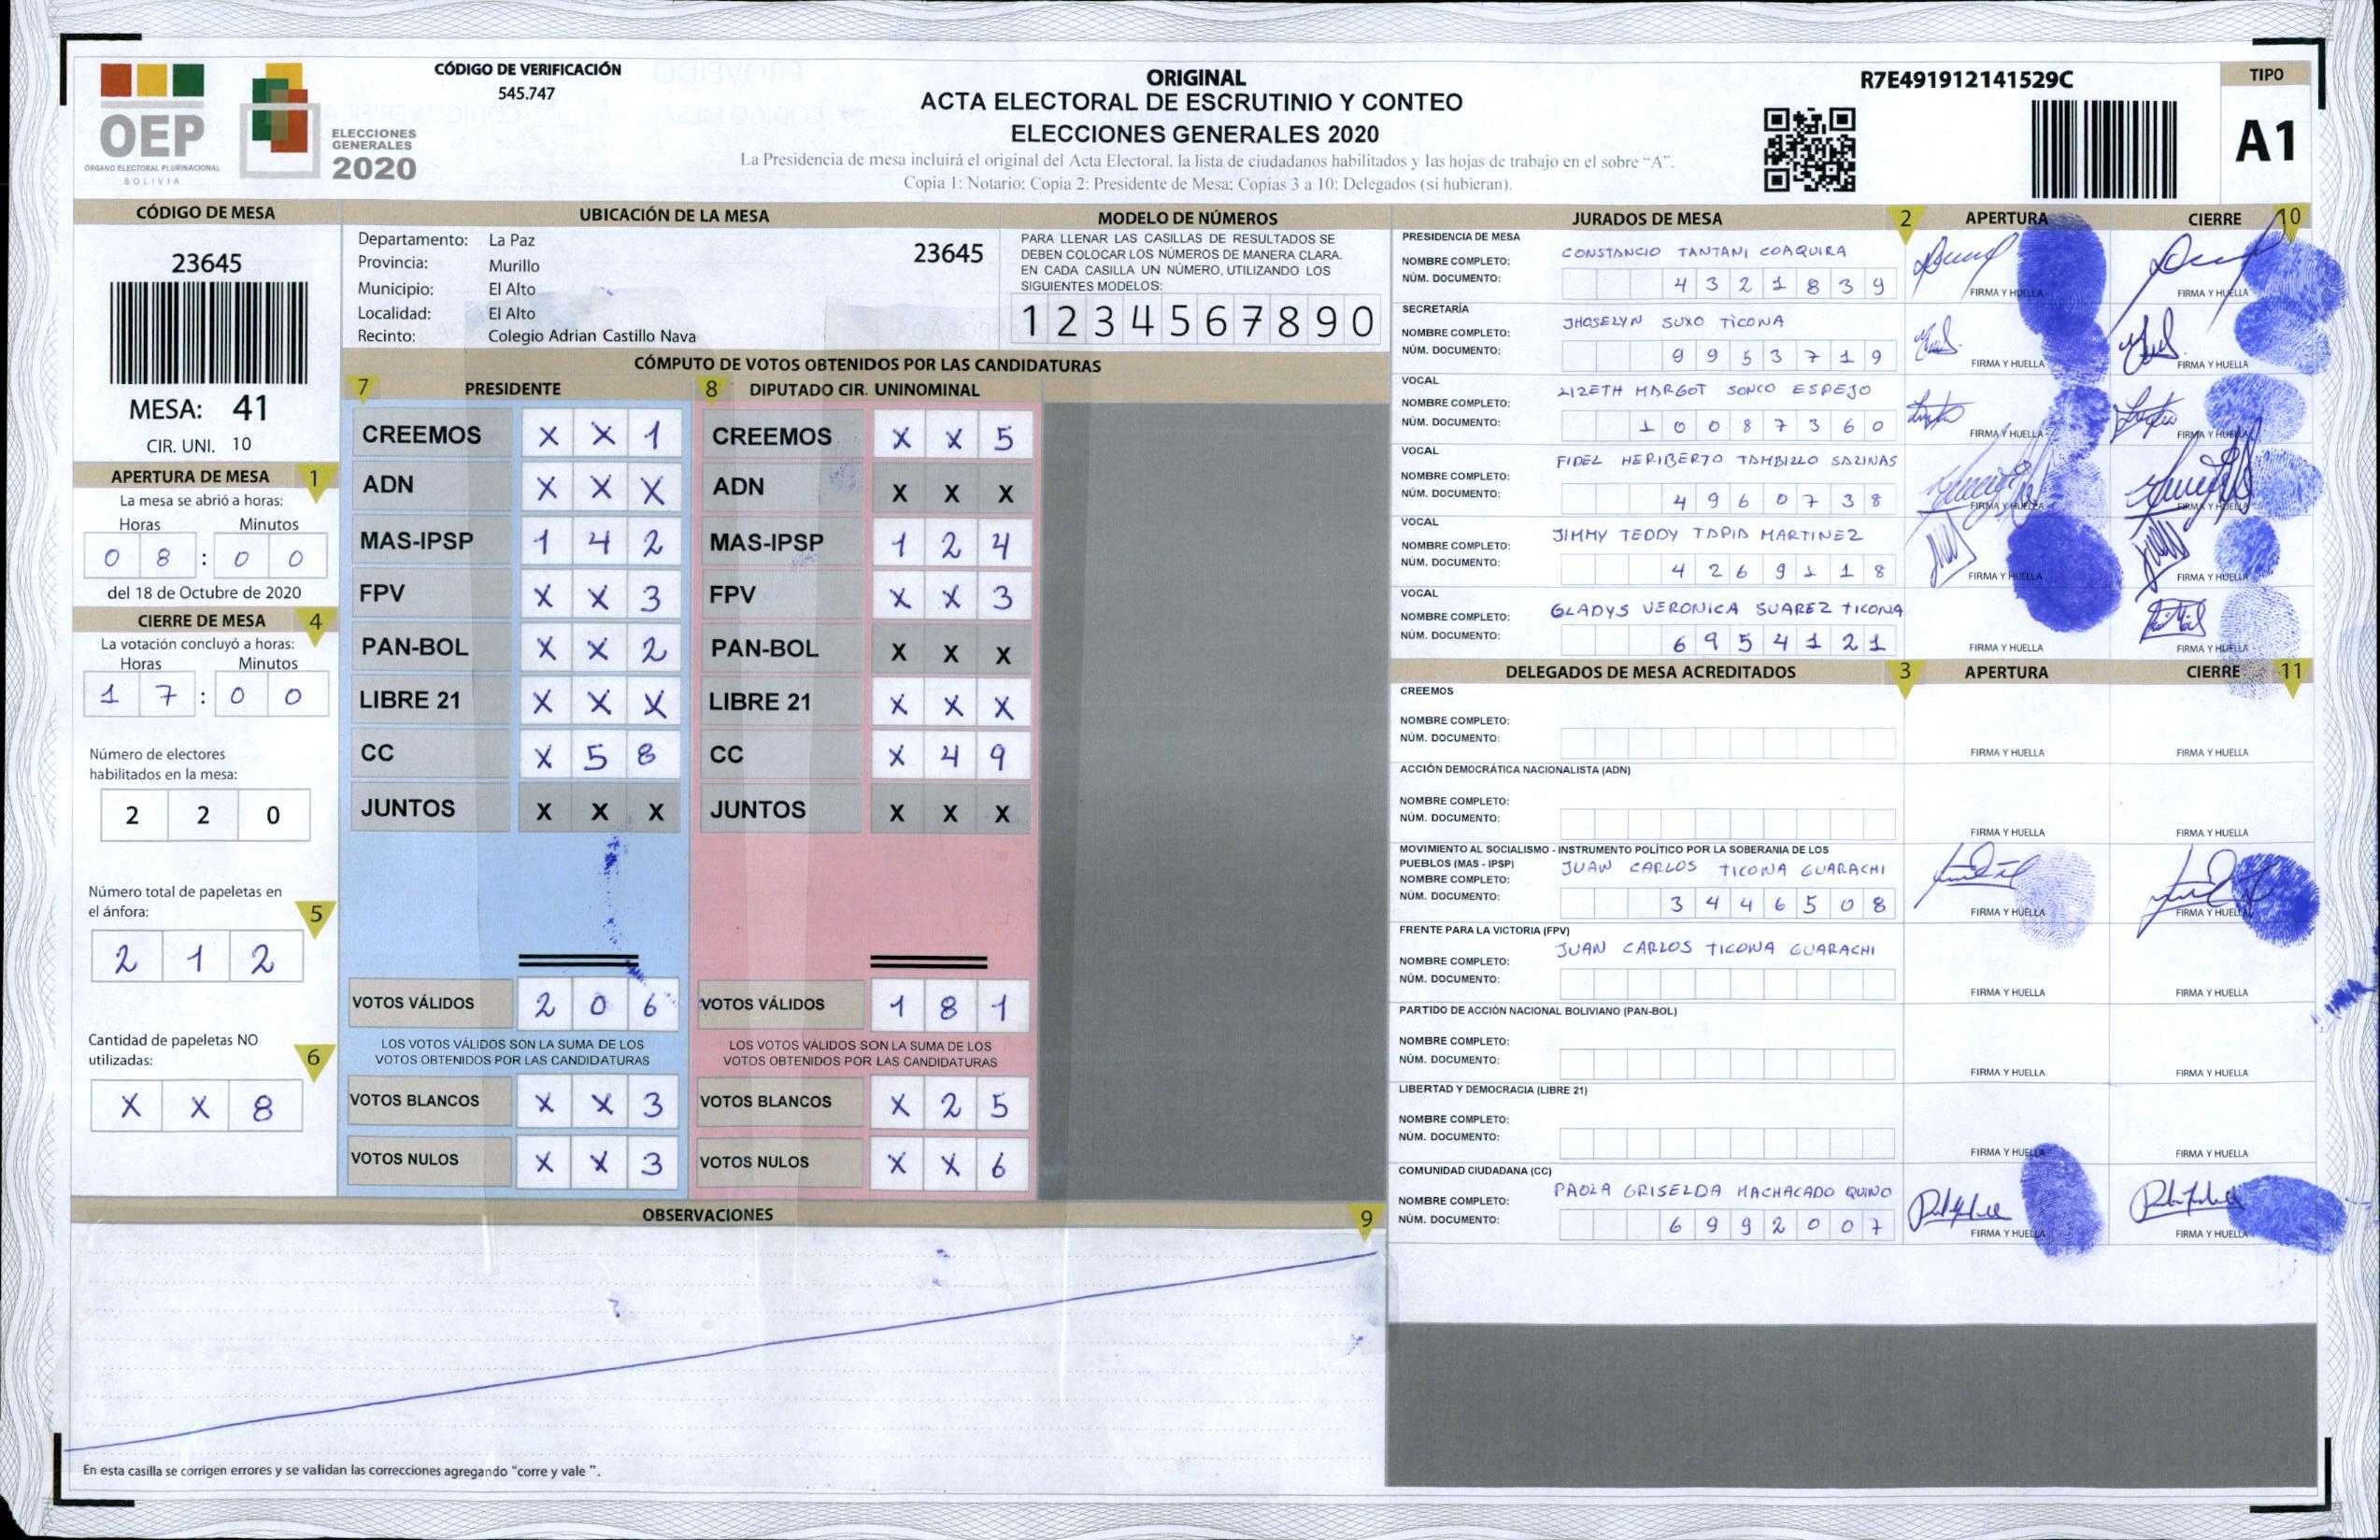 OEP
ÓRGANO ELECTORAL PLURINACIONAL
BOLIVIA
ELECCIONES
GENERALES
2020
CÓDIGO DE VERIFICACIÓN
545.747
ORIGINAL
ACTA ELECTORAL DE ESCRUTINIO Y CONTEO
ELECCIONES GENERALES 2020
La Presidencia de mesa incluirá el original del Acta Electoral, la lista de ciudadanos habilitados y las hojas de trabajo en el sobre “A”.
Copia 1: Notario; Copia 2: Presidente de Mesa; Copias 3 a 10: Delegados (si hubieran).
R7E491912141529C
TIPO
A1
CÓDIGO DE MESA
23645
MESA: 41
CIR. UNI. 10
APERTURA DE MESA 1
La mesa se abrió a horas:
Horas Minutos
0 8 : 0 0
del 18 de Octubre de 2020
CIERRE DE MESA 4
La votación concluyó a horas:
Horas Minutos
1 7 : 0 0
Número de electores
habilitados en la mesa:
2 2 0
Número total de papeletas en
el ánfora: 5
2 1 2
Cantidad de papeletas NO
utilizadas: 6
X X 8
UBICACIÓN DE LA MESA
Departamento: La Paz 23645
Provincia: Murillo
Municipio: El Alto
Localidad: El Alto
Recinto: Colegio Adrian Castillo Nava
MODELO DE NÚMEROS
PARA LLENAR LAS CASILLAS DE RESULTADOS SE
DEBEN COLOCAR LOS NÚMEROS DE MANERA CLARA.
EN CADA CASILLA UN NÚMERO, UTILIZANDO LOS
SIGUIENTES MODELOS:
1 2 3 4 5 6 7 8 9 0
CÓMPUTO DE VOTOS OBTENIDOS POR LAS CANDIDATURAS
7 PRESIDENTE 8 DIPUTADO CIR. UNINOMINAL
CREEMOS X X 1 CREEMOS X X 5
ADN X X X ADN X X X
MAS-IPSP 1 4 2 MAS-IPSP 1 2 4
FPV X X 3 FPV X X 3
PAN-BOL X X 2 PAN-BOL X X X
LIBRE 21 X X X LIBRE 21 X X X
CC X 5 8 CC X 4 9
JUNTOS X X X JUNTOS X X X
VOTOS VÁLIDOS 2 0 6 VOTOS VÁLIDOS 1 8 1
LOS VOTOS VÁLIDOS SON LA SUMA DE LOS LOS VOTOS VÁLIDOS SON LA SUMA DE LOS
VOTOS OBTENIDOS POR LAS CANDIDATURAS VOTOS OBTENIDOS POR LAS CANDIDATURAS
VOTOS BLANCOS X X 3 VOTOS BLANCOS X 2 5
VOTOS NULOS X X 3 VOTOS NULOS X X 6
OBSERVACIONES 9
En esta casilla se corrigen errores y se validan las correcciones agregando “corre y vale ”.
JURADOS DE MESA 2 APERTURA CIERRE 10
PRESIDENCIA DE MESA
NOMBRE COMPLETO: CONSTANCIO TANTANI COAQUIRA
NÚM. DOCUMENTO: 4 3 2 1 8 3 9 FIRMA Y HUELLA FIRMA Y HUELLA
SECRETARÍA
NOMBRE COMPLETO: JHOSELYN SUXO TICONA
NÚM. DOCUMENTO: 9 9 5 3 7 1 9 FIRMA Y HUELLA FIRMA Y HUELLA
VOCAL
NOMBRE COMPLETO: LIZETH MARGOT SONCO ESPEJO
NÚM. DOCUMENTO: 1 0 0 8 7 3 6 0 FIRMA Y HUELLA FIRMA Y HUELLA
VOCAL
NOMBRE COMPLETO: FIDEL HERIBERTO TAMBILLO SALINAS
NÚM. DOCUMENTO: 4 9 6 0 7 3 8 FIRMA Y HUELLA FIRMA Y HUELLA
VOCAL
NOMBRE COMPLETO: JIMMY TEDDY TAPIA MARTINEZ
NÚM. DOCUMENTO: 4 2 6 9 1 1 8 FIRMA Y HUELLA FIRMA Y HUELLA
VOCAL
NOMBRE COMPLETO: GLADYS VERONICA SUAREZ TICONA
NÚM. DOCUMENTO: 6 9 5 4 1 2 1 FIRMA Y HUELLA FIRMA Y HUELLA
DELEGADOS DE MESA ACREDITADOS 3 APERTURA CIERRE 11
CREEMOS
NOMBRE COMPLETO:
NÚM. DOCUMENTO: FIRMA Y HUELLA FIRMA Y HUELLA
ACCIÓN DEMOCRÁTICA NACIONALISTA (ADN)
NOMBRE COMPLETO:
NÚM. DOCUMENTO: FIRMA Y HUELLA FIRMA Y HUELLA
MOVIMIENTO AL SOCIALISMO - INSTRUMENTO POLÍTICO POR LA SOBERANIA DE LOS
PUEBLOS (MAS - IPSP)
NOMBRE COMPLETO: JUAN CARLOS TICONA GUARACHI
NÚM. DOCUMENTO: 3 4 4 6 5 0 8 FIRMA Y HUELLA FIRMA Y HUELLA
FRENTE PARA LA VICTORIA (FPV)
NOMBRE COMPLETO: JUAN CARLOS TICONA GUARACHI
NÚM. DOCUMENTO: FIRMA Y HUELLA FIRMA Y HUELLA
PARTIDO DE ACCIÓN NACIONAL BOLIVIANO (PAN-BOL)
NOMBRE COMPLETO:
NÚM. DOCUMENTO: FIRMA Y HUELLA FIRMA Y HUELLA
LIBERTAD Y DEMOCRACIA (LIBRE 21)
NOMBRE COMPLETO:
NÚM. DOCUMENTO: FIRMA Y HUELLA FIRMA Y HUELLA
COMUNIDAD CIUDADANA (CC)
NOMBRE COMPLETO: PAOLA GRISELDA MACHACADO QUINO
NÚM. DOCUMENTO: 6 9 9 2 0 0 7 FIRMA Y HUELLA FIRMA Y HUELLA